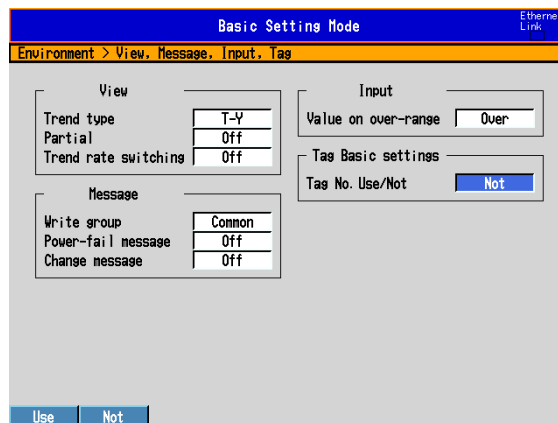 Basic Setting Mode
Etherne
Link
Environment > View, Message, Input, Tag
View
Trend type T-Y
Partial Off
Trend rate switching Off
Message
Write group Common
Power-fail message Off
Change message Off
Input
Value on over-range Over
Tag Basic settings
Tag No. Use/Not Not
Use Not